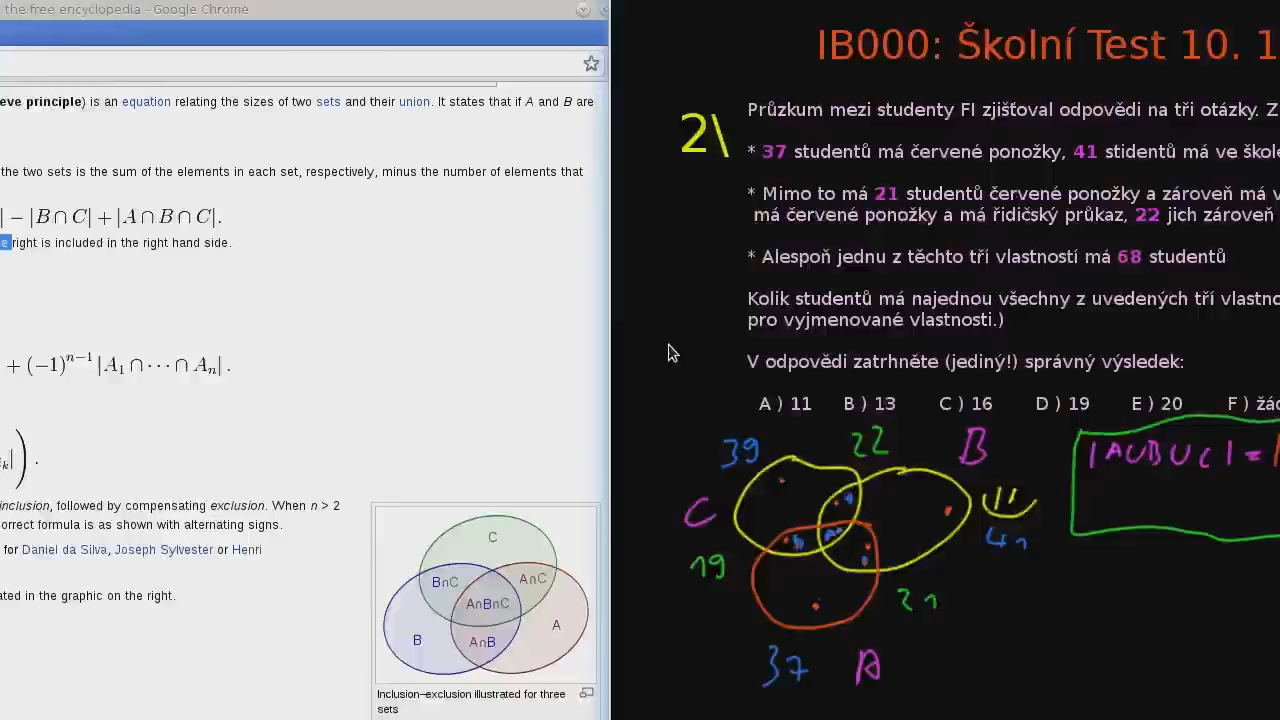 the free encyclopedia - Google Chrome
eve principle) is an equation relating the sizes of two sets and their union. It states that if A and B are
the two sets is the sum of the elements in each set, respectively, minus the number of elements that
| − |B ∩ C| + |A ∩ B ∩ C|.
e right is included in the right hand side.
+ (−1)ⁿ⁻¹ |A₁ ∩ ⋯ ∩ Aₙ| .
inclusion, followed by compensating exclusion. When n > 2
orrect formula is as shown with alternating signs.
for Daniel da Silva, Joseph Sylvester or Henri
ated in the graphic on the right.
C
B∩C
A∩C
A∩B∩C
B
A∩B
A
Inclusion–exclusion illustrated for three
sets
IB000: Školní Test 10. 1
2\
Průzkum mezi studenty FI zjišťoval odpovědi na tři otázky. Z
* 37 studentů má červené ponožky, 41 stidentů má ve škole
* Mimo to má 21 studentů červené ponožky a zároveň má v
má červené ponožky a má řidičský průkaz, 22 jich zároveň
* Alespoň jednu z těchto tří vlastností má 68 studentů
Kolik studentů má najednou všechny z uvedených tří vlastno
pro vyjmenované vlastnosti.)
V odpovědi zatrhněte (jediný!) správný výsledek:
A ) 11 B ) 13 C ) 16 D ) 19 E ) 20 F ) žád
39 22 B
|A∪B∪C| =
C
41
19
21
37 A